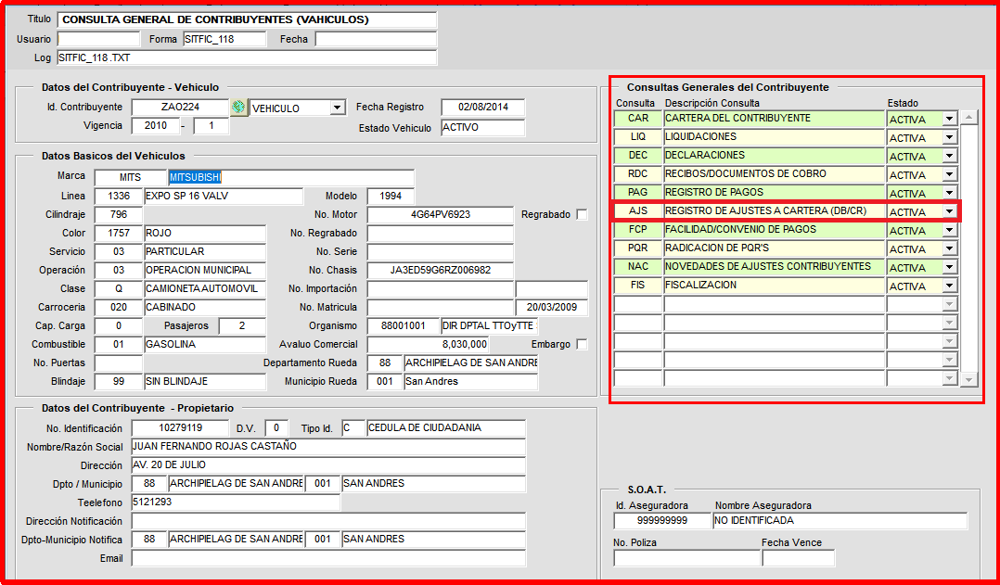 Titulo CONSULTA GENERAL DE CONTRIBUYENTES (VAHICULOS)
Usuario Forma SITFIC_118 Fecha
Log SITFIC_118.TXT
Datos del Contribuyente - Vehiculo
Id. Contribuyente ZAO224 VEHICULO Fecha Registro 02/08/2014
Vigencia 2010 - 1 Estado Vehiculo ACTIVO
Datos Basicos del Vehiculos
Marca MITS MITSUBISHI
Linea 1336 EXPO SP 16 VALV Modelo 1994
Cilindraje 796 No. Motor 4G64PV6923 Regrabado
Color 1757 ROJO No. Regrabado
Servicio 03 PARTICULAR No. Serie
Operación 03 OPERACION MUNICIPAL No. Chasis JA3ED59G6RZ006982
Clase Q CAMIONETA AUTOMOVIL No. Importación
Carroceria 020 CABINADO No. Matricula 20/03/2009
Cap. Carga 0 Pasajeros 2 Organismo 88001001 DIR DPTAL TTOyTTE
Combustible 01 GASOLINA Avaluo Comercial 8,030,000 Embargo
No. Puertas Departamento Rueda 88 ARCHIPIELAG DE SAN ANDRE
Blindaje 99 SIN BLINDAJE Municipio Rueda 001 San Andres
Datos del Contribuyente - Propietario
No. Identificación 10279119 D.V. 0 Tipo Id. C CEDULA DE CIUDADANIA
Nombre/Razón Social JUAN FERNANDO ROJAS CASTAÑO
Dirección AV. 20 DE JULIO
Dpto / Municipio 88 ARCHIPIELAG DE SAN ANDRE 001 SAN ANDRES
Teelefono 5121293
Dirección Notificación
Dpto-Municipio Notifica 88 ARCHIPIELAG DE SAN ANDRE 001 SAN ANDRES
Email
Consultas Generales del Contribuyente
Consulta Descripción Consulta Estado
CAR CARTERA DEL CONTRIBUYENTE ACTIVA
LIQ LIQUIDACIONES ACTIVA
DEC DECLARACIONES ACTIVA
RDC RECIBOS/DOCUMENTOS DE COBRO ACTIVA
PAG REGISTRO DE PAGOS ACTIVA
AJS REGISTRO DE AJUSTES A CARTERA (DB/CR) ACTIVA
FCP FACILIDAD/CONVENIO DE PAGOS ACTIVA
PQR RADICACION DE PQR'S ACTIVA
NAC NOVEDADES DE AJUSTES CONTRIBUYENTES ACTIVA
FIS FISCALIZACION ACTIVA
S.O.A.T.
Id. Aseguradora Nombre Aseguradora
999999999 NO IDENTIFICADA
No. Poliza Fecha Vence